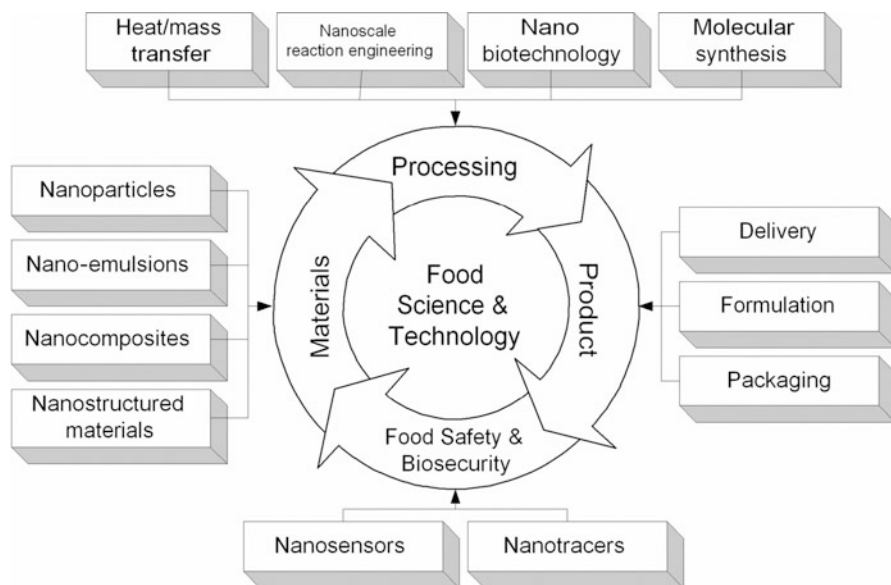 Heat/mass
transfer
Nanoscale
reaction engineering
Nano
biotechnology
Molecular
synthesis
Processing
Nanoparticles
Nano-emulsions
Nanocomposites
Nanostructured
materials
Materials
Food
Science &
Technology
Product
Delivery
Formulation
Packaging
Food Safety &
Biosecurity
Nanosensors
Nanotracers